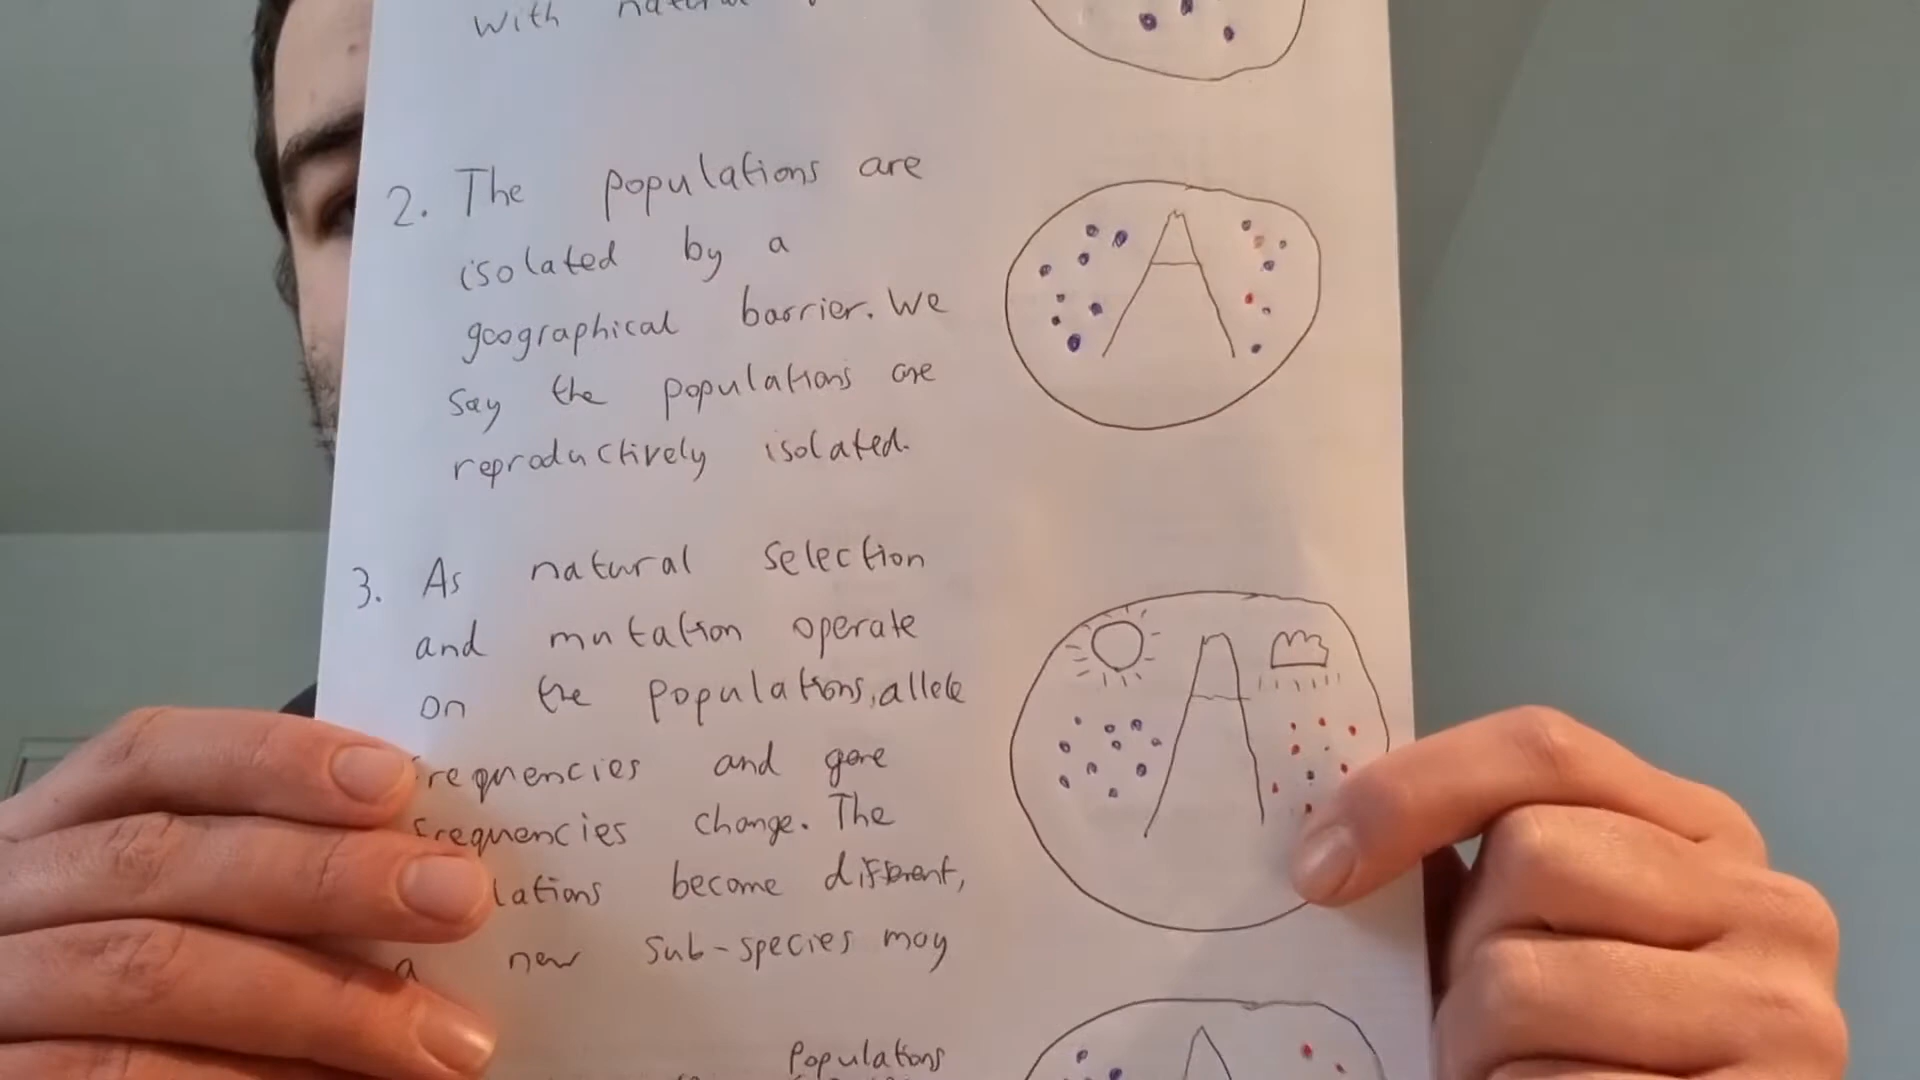 with natural
2. The populations are
isolated by a
geographical barrier. We
say the populations are
reproductively isolated.
3. As natural selection
and mutation operate
on the populations, allele
frequencies and gene
frequencies change. The
lations become different,
a new sub-species may
populations